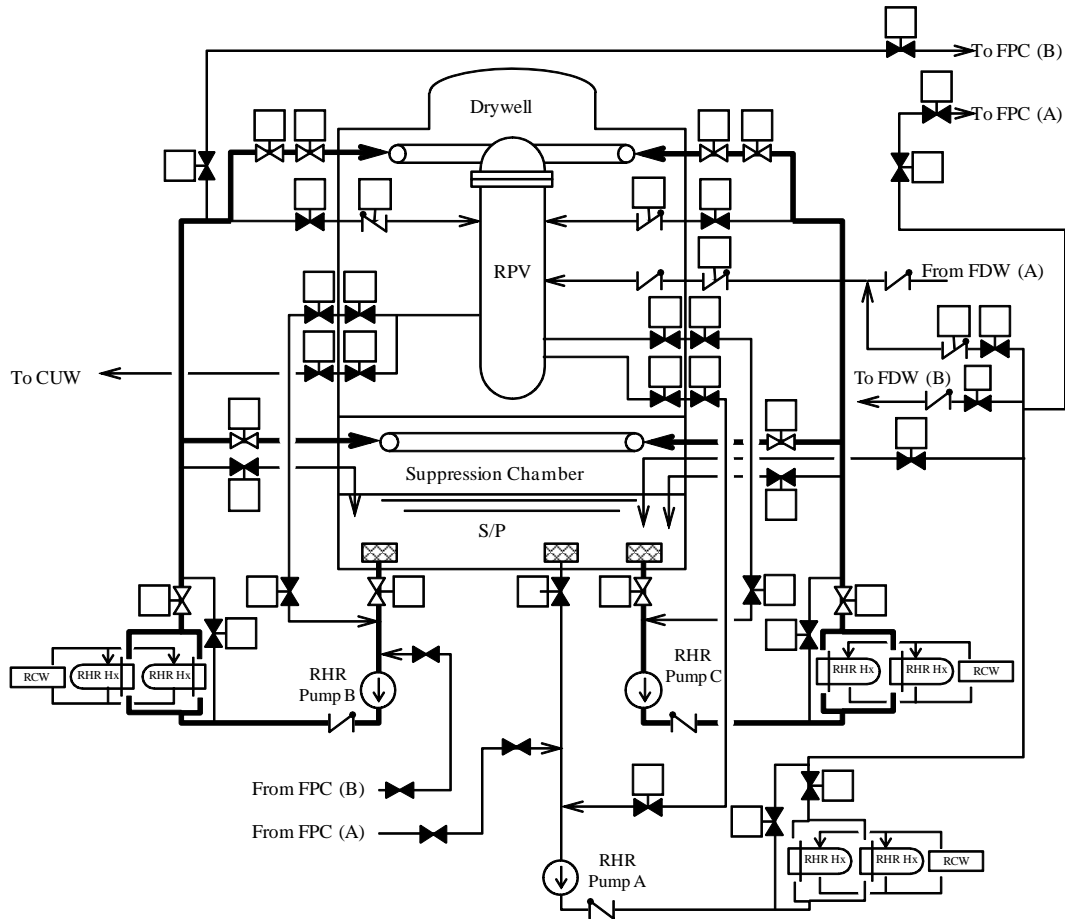 To FPC (B)
To FPC (A)
Drywell
RPV
From FDW (A)
To CUW
To FDW (B)
Suppression Chamber
S/P
RCW
RHR Hx
RHR Hx
RHR
Pump B
RHR
Pump C
RHR Hx
RHR Hx
RCW
From FPC (B)
From FPC (A)
RHR
Pump A
RHR Hx
RHR Hx
RCW